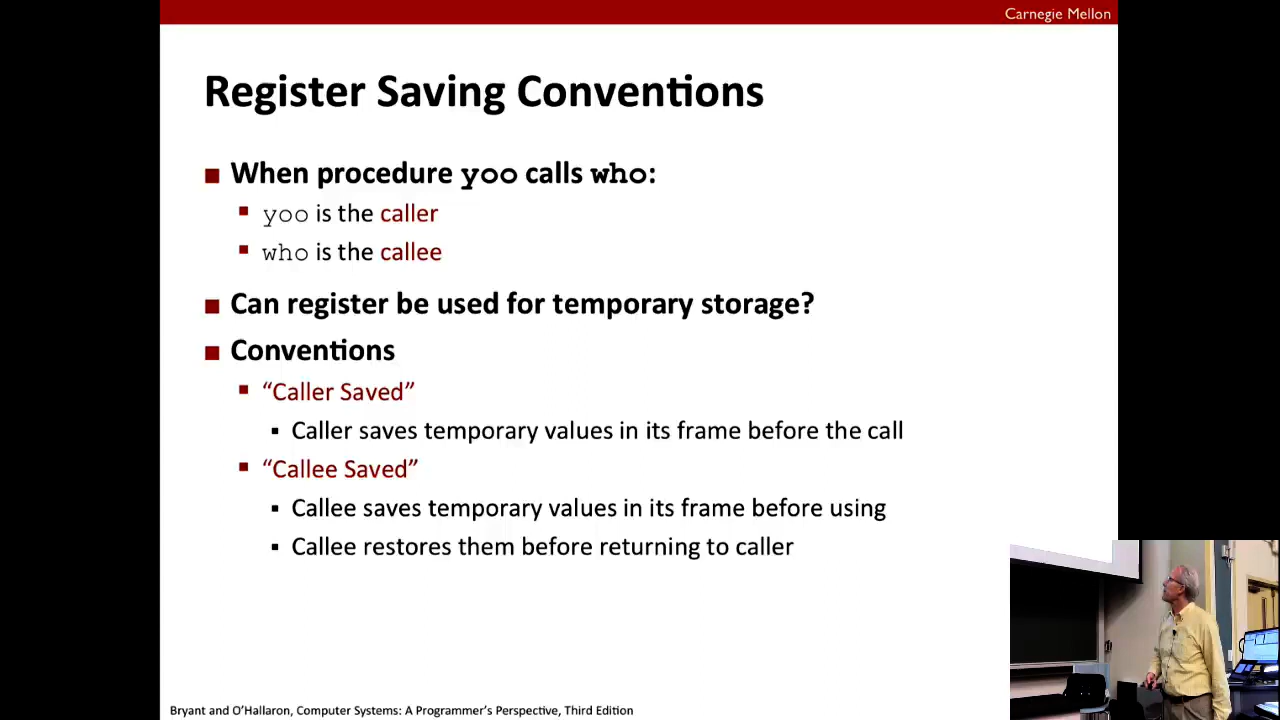 Carnegie Mellon
Register Saving Conventions
When procedure yoo calls who:
yoo is the caller
who is the callee
Can register be used for temporary storage?
Conventions
“Caller Saved”
Caller saves temporary values in its frame before the call
“Callee Saved”
Callee saves temporary values in its frame before using
Callee restores them before returning to caller
Bryant and O’Hallaron, Computer Systems: A Programmer’s Perspective, Third Edition